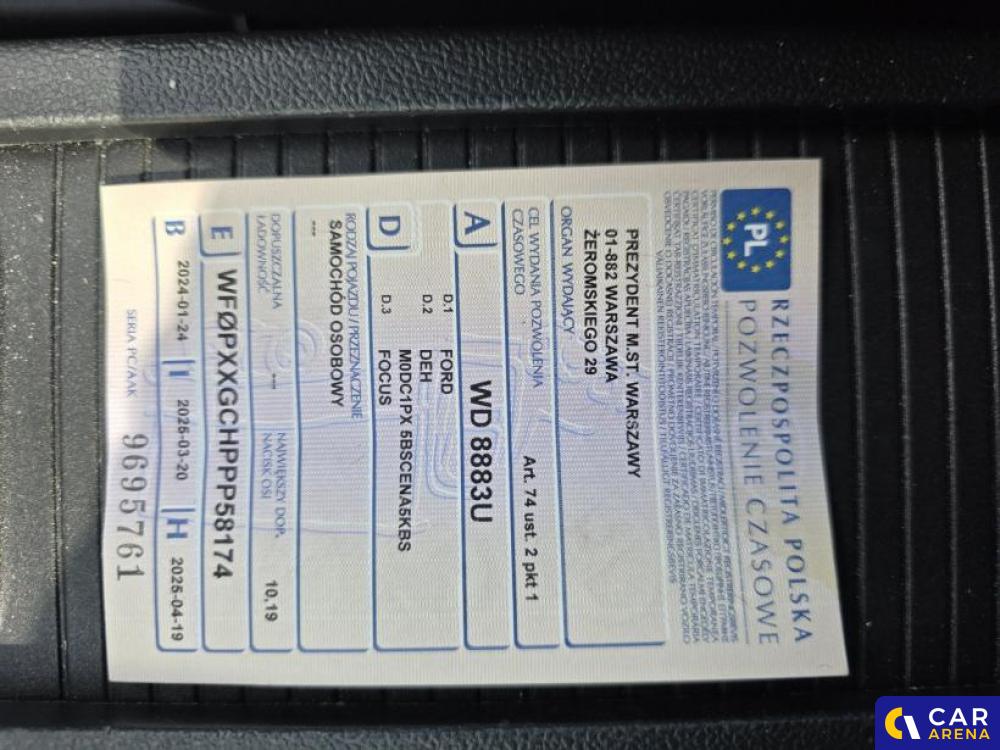 PL
RZECZPOSPOLITA POLSKA
POZWOLENIE CZASOWE
PREZYDENT M.ST. WARSZAWY
01-882 WARSZAWA
ŻEROMSKIEGO 29
ORGAN WYDAJĄCY
CEL WYDANIA POZWOLENIA
CZASOWEGO
Art. 74 ust. 2 pkt 1
A WD 8883U
D
D.1 FORD
D.2 DEH
M0DC1PX 5BSCENA5KBS
D.3 FOCUS
RODZAJ POJAZDU/PRZEZNACZENIE
SAMOCHÓD OSOBOWY
---
DOPUSZCZALNA
ŁADOWNOŚĆ
---
NAJWIĘKSZY DOP.
NACISK OSI
10,19
E WFØPXXGCHPPP58174
B 2024-01-24 I 2025-03-20 H 2025-04-19
SERIA PC/AAK 9695761
CAR
ARENA